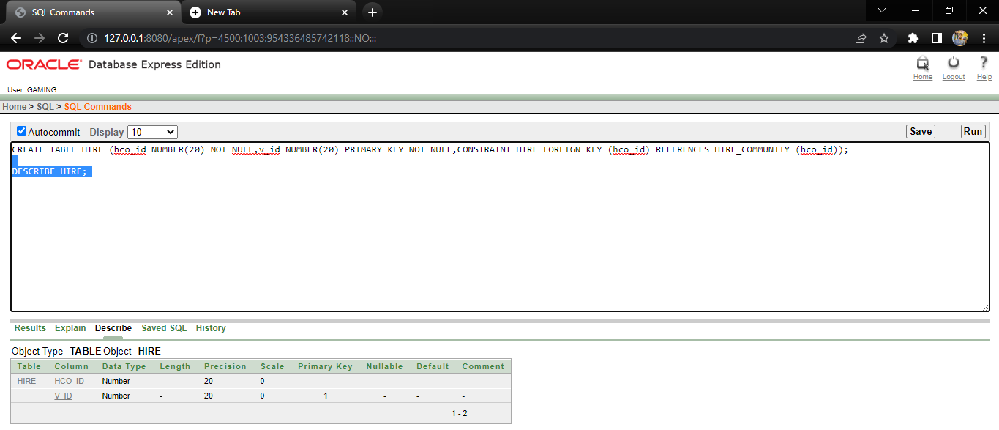 SQL Commands
New Tab
127.0.0.1:8080/apex/f?p=4500:1003:954336485742118::NO:::
ORACLE Database Express Edition
Home Logout Help
User: GAMING
Home > SQL > SQL Commands
Autocommit Display 10 Save Run
CREATE TABLE HIRE (hco_id NUMBER(20) NOT NULL,v_id NUMBER(20) PRIMARY KEY NOT NULL,CONSTRAINT HIRE FOREIGN KEY (hco_id) REFERENCES HIRE_COMMUNITY (hco_id));
DESCRIBE HIRE;
Results Explain Describe Saved SQL History
Object Type TABLE Object HIRE
Table Column Data Type Length Precision Scale Primary Key Nullable Default Comment
HIRE HCO_ID Number - 20 0 - - - -
V_ID Number - 20 0 1 - - -
1 - 2